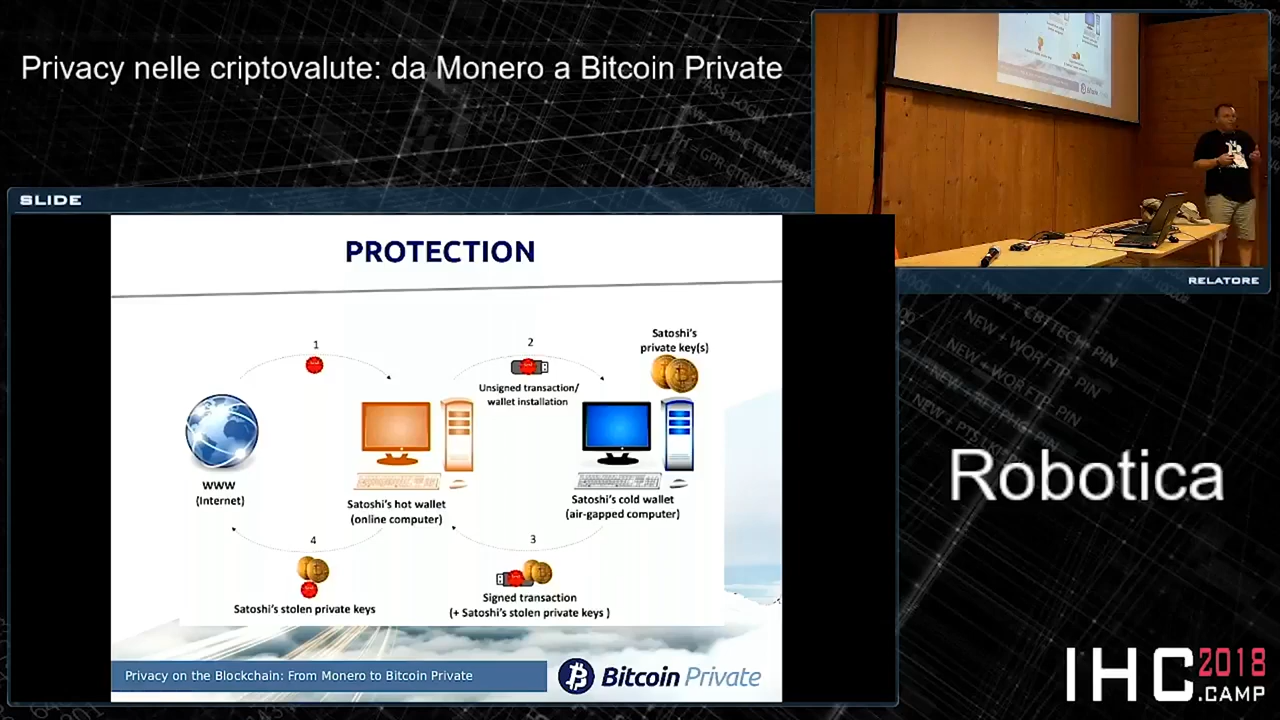 Privacy nelle criptovalute: da Monero a Bitcoin Private
SLIDE
PROTECTION
1
2
Satoshi's
private key(s)
Unsigned transaction/
wallet installation
WWW
(Internet)
Satoshi's hot wallet
(online computer)
Satoshi's cold wallet
(air-gapped computer)
4
3
Satoshi's stolen private keys
Signed transaction
(+ Satoshi's stolen private keys )
Privacy on the Blockchain: From Monero to Bitcoin Private
Bitcoin Private
RELATORE
Robotica
IHC 2018
.CAMP